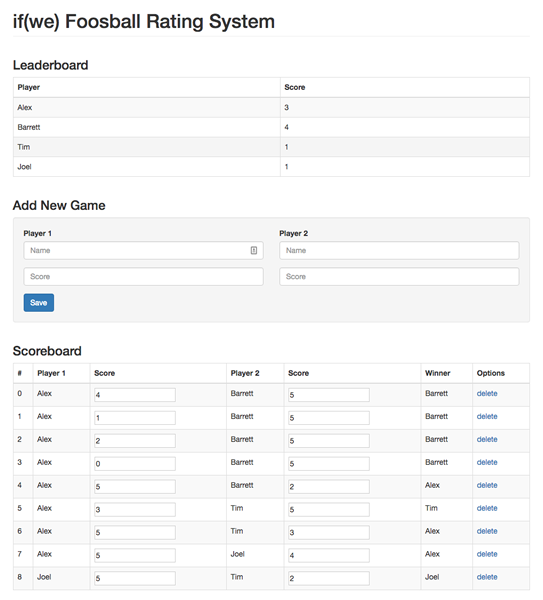 if(we) Foosball Rating System
Leaderboard
Player Score
Alex 3
Barrett 4
Tim 1
Joel 1
Add New Game
Player 1 Player 2
Name Name
Score Score
Save
Scoreboard
# Player 1 Score Player 2 Score Winner Options
0 Alex 4 Barrett 5 Barrett delete
1 Alex 1 Barrett 5 Barrett delete
2 Alex 2 Barrett 5 Barrett delete
3 Alex 0 Barrett 5 Barrett delete
4 Alex 5 Barrett 2 Alex delete
5 Alex 3 Tim 5 Tim delete
6 Alex 5 Tim 3 Alex delete
7 Alex 5 Joel 4 Alex delete
8 Joel 5 Tim 2 Joel delete